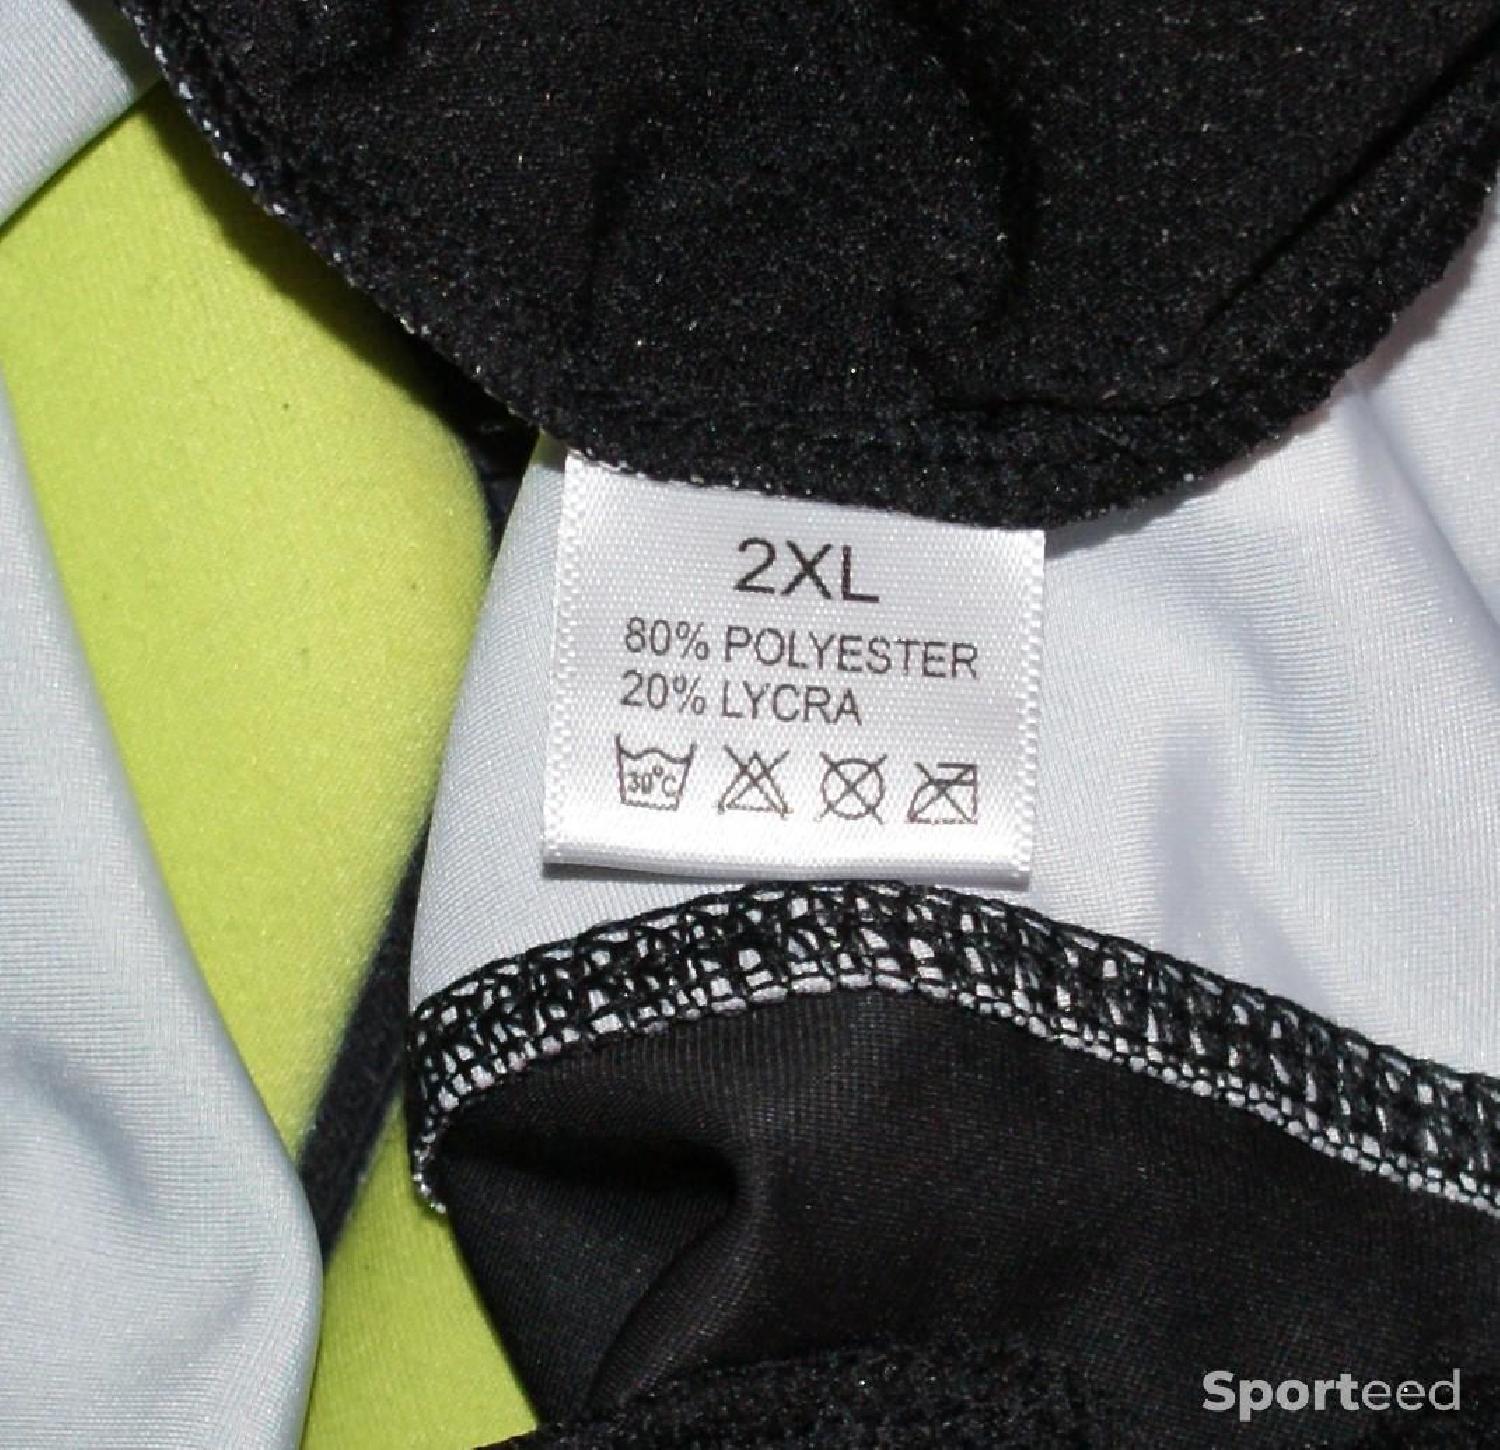 2XL
80% POLYESTER
20% LYCRA
30°C
Sporteed